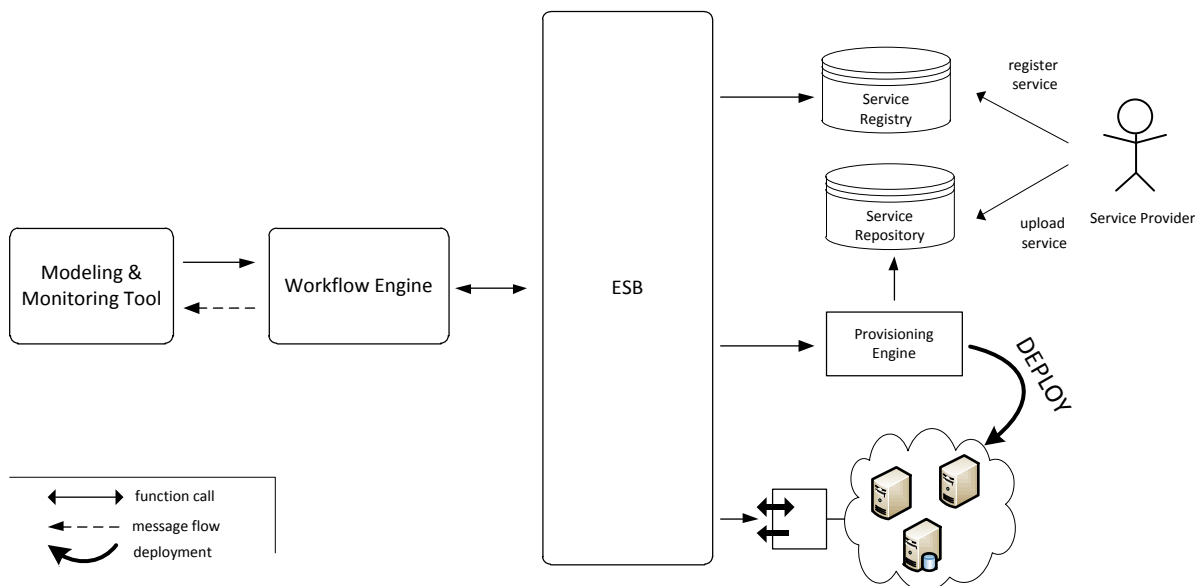 register
service
Service
Registry
Service
Repository
upload
service
Service Provider
Modeling &
Monitoring Tool
Workflow Engine
ESB
Provisioning
Engine
DEPLOY
function call
message flow
deployment